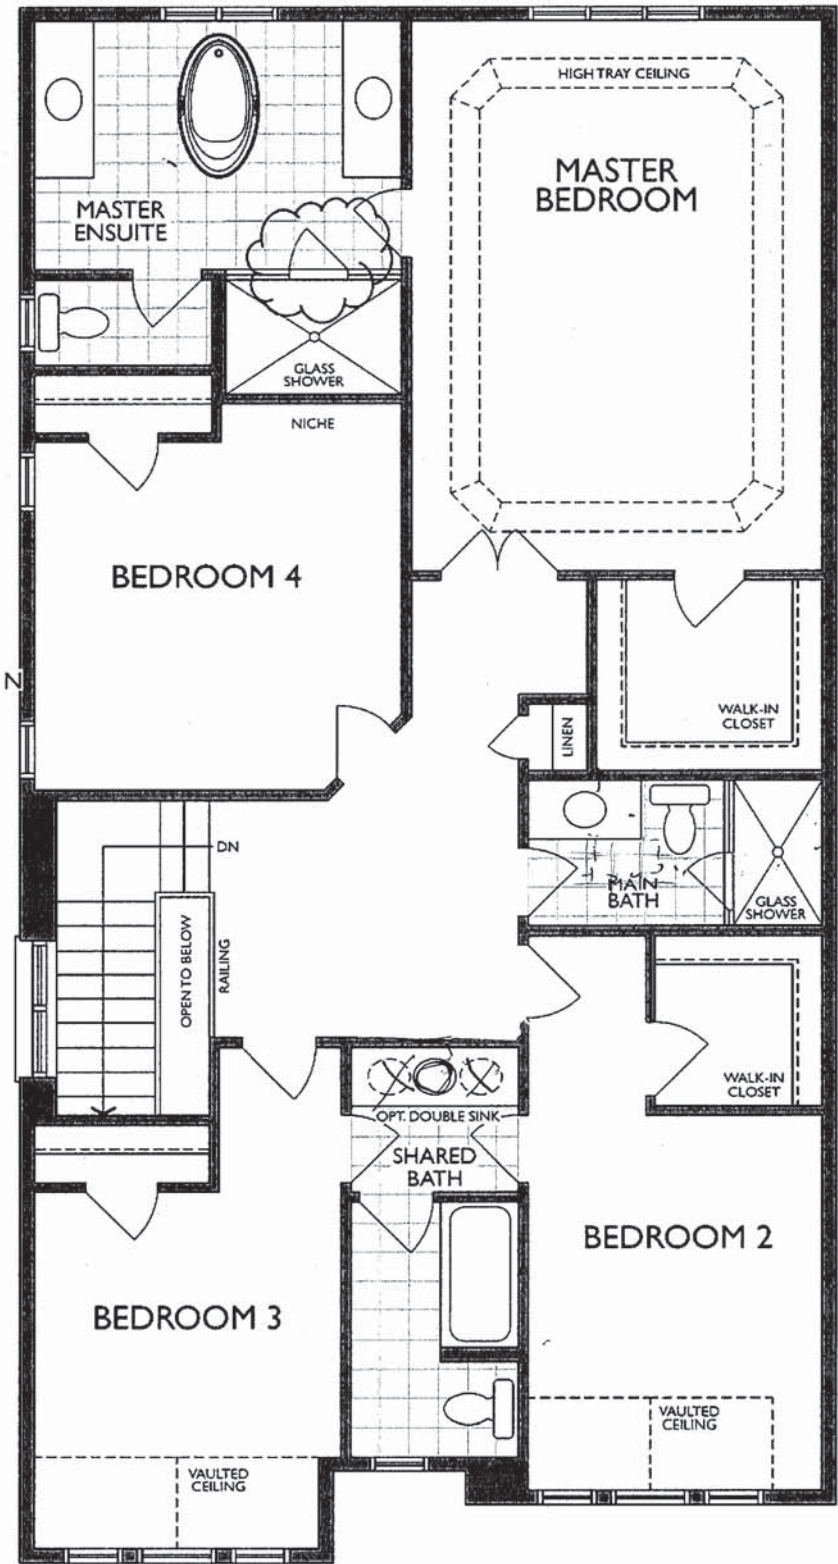 HIGH TRAY CEILING
MASTER
BEDROOM
MASTER
ENSUITE
GLASS
SHOWER
NICHE
BEDROOM 4
Z
WALK-IN
CLOSET
LINEN
DN
MAIN
BATH
GLASS
SHOWER
OPEN TO BELOW
RAILING
WALK-IN
CLOSET
OPT. DOUBLE SINK
SHARED
BATH
BEDROOM 2
BEDROOM 3
VAULTED
CEILING
VAULTED
CEILING